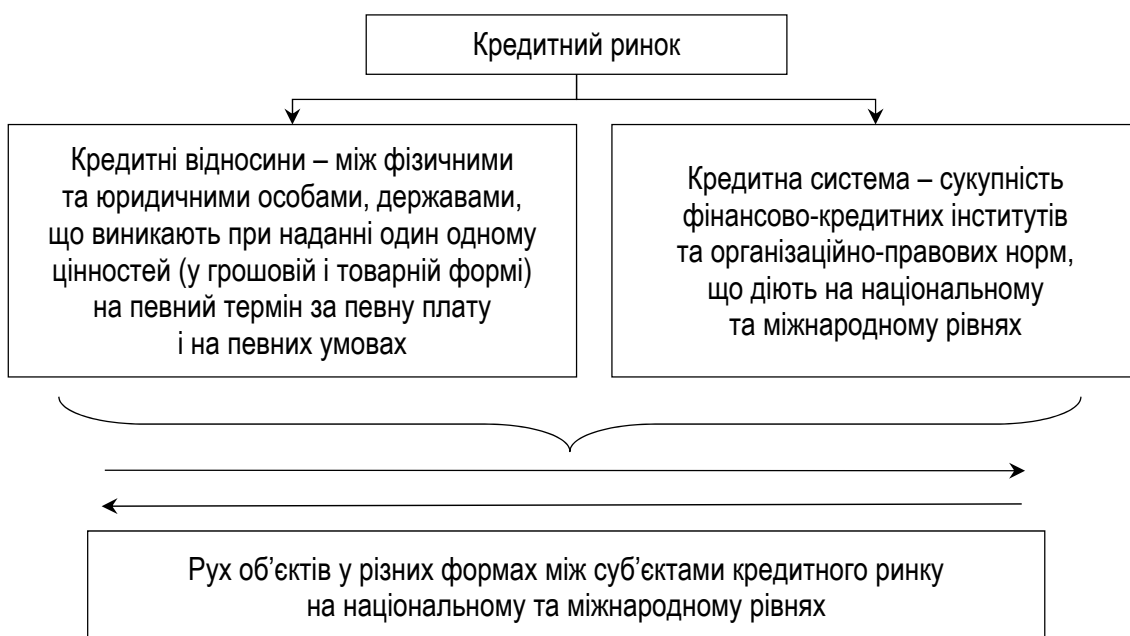 Кредитний ринок
Кредитні відносини – між фізичними
та юридичними особами, державами,
що виникають при наданні один одному
цінностей (у грошовій і товарній формі)
на певний термін за певну плату
і на певних умовах
Кредитна система – сукупність
фінансово-кредитних інститутів
та організаційно-правових норм,
що діють на національному
та міжнародному рівнях
Рух об’єктів у різних формах між суб’єктами кредитного ринку
на національному та міжнародному рівнях